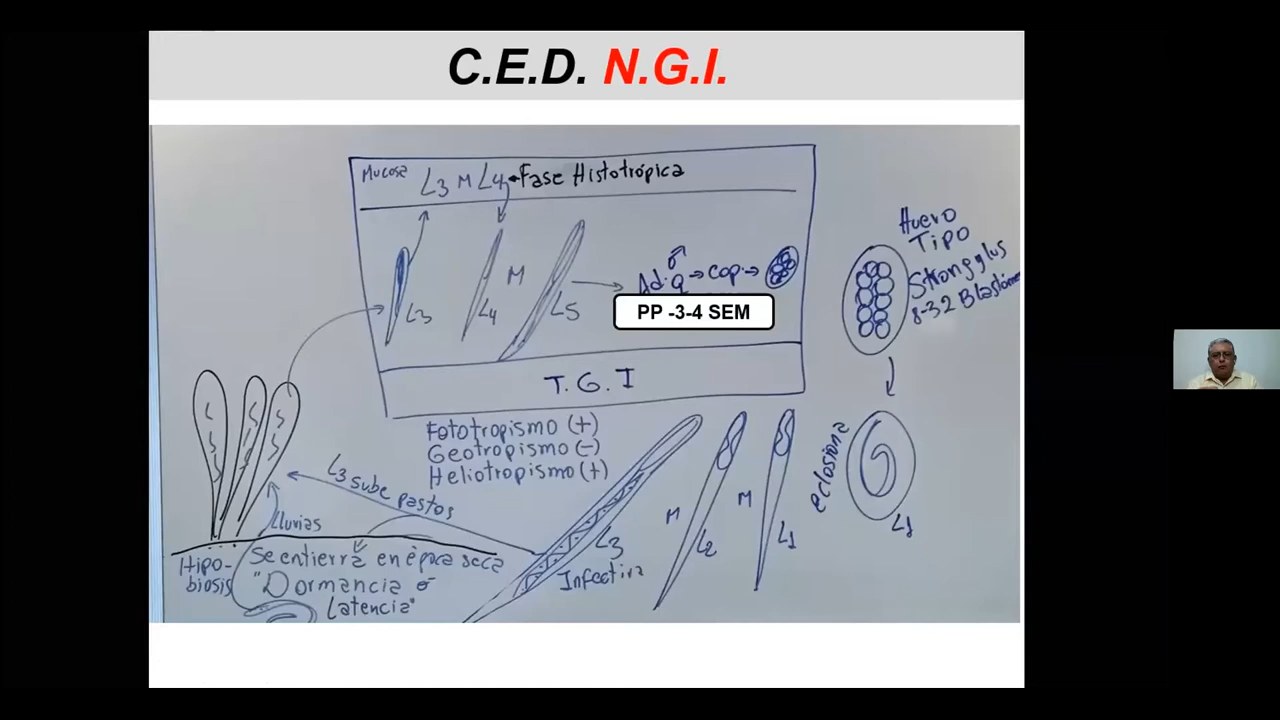 C.E.D. N.G.I.
Mucosa L3 M L4 Fase Histotrópica
L3
L4
M
L5
Ad. ♂ ♀ → cop. →
PP -3-4 SEM
T. G. I
Huevo
Tipo
Strongylus
8-32 Blastómer
eclosiona
L1
L1
M
L2
M
L3
Infectiva
Fototropismo (+)
Geotropismo (-)
Heliotropismo (+)
L3 sube pastos
Lluvias
Hipo-
biosis
Se entierra en época seca
"Dormancia ó
latencia"